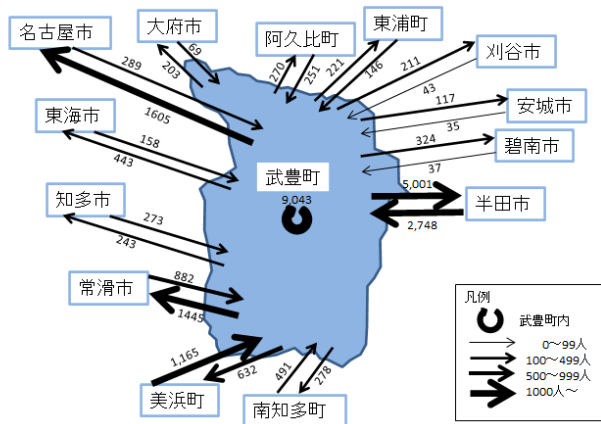 名古屋市
大府市
阿久比町
東浦町
刈谷市
安城市
碧南市
半田市
東海市
知多市
常滑市
美浜町
南知多町
武豊町
9,043
289
1605
69
203
270
251
221
146
211
43
117
35
324
37
5,001
2,748
158
443
273
243
882
1445
1,165
632
491
278
凡例
武豊町内
0～99人
100～499人
500～999人
1000人～